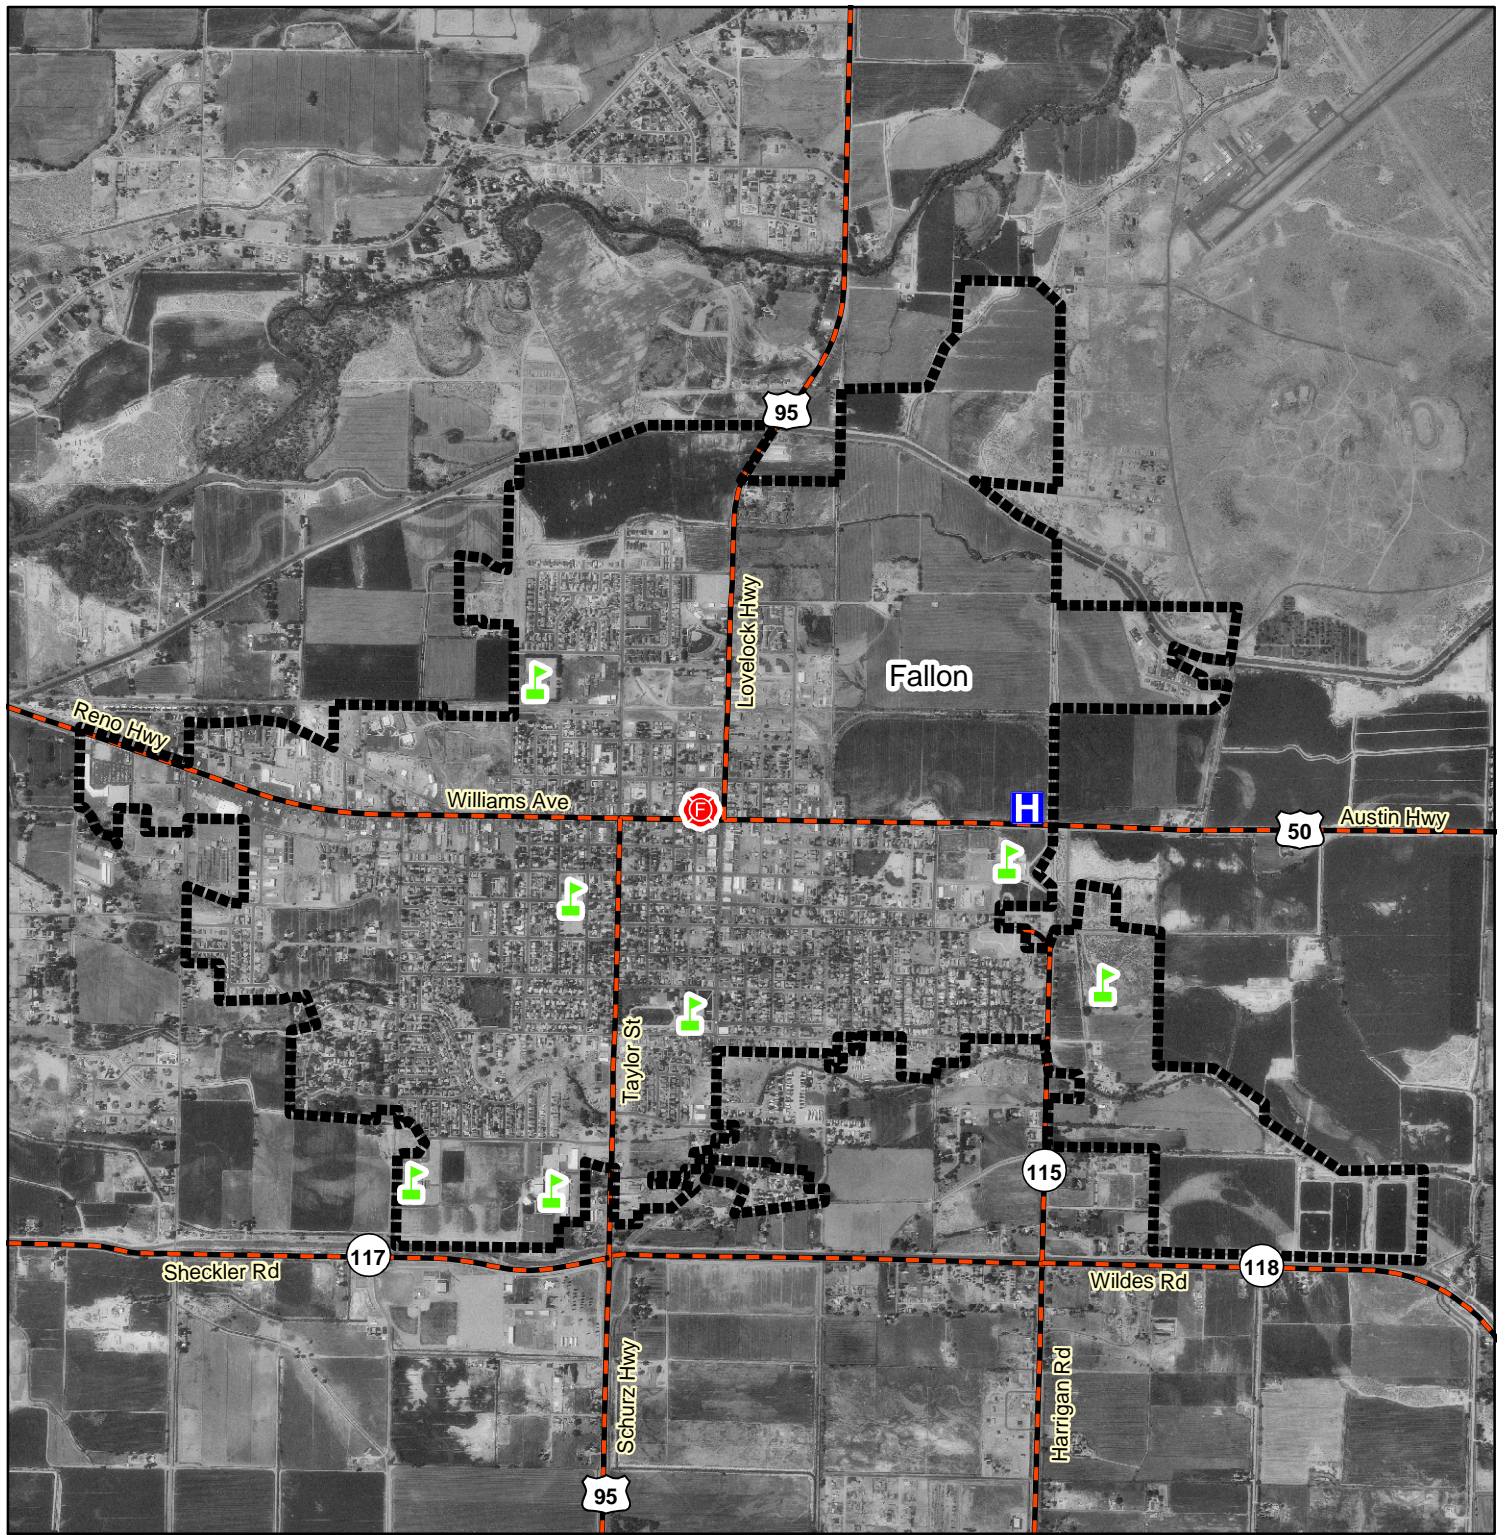 95
Lovelock Hwy
Fallon
Reno Hwy
Williams Ave
F
H
50
Austin Hwy
Taylor St
115
117
Sheckler Rd
118
Wildes Rd
Schurz Hwy
Harrigan Rd
95